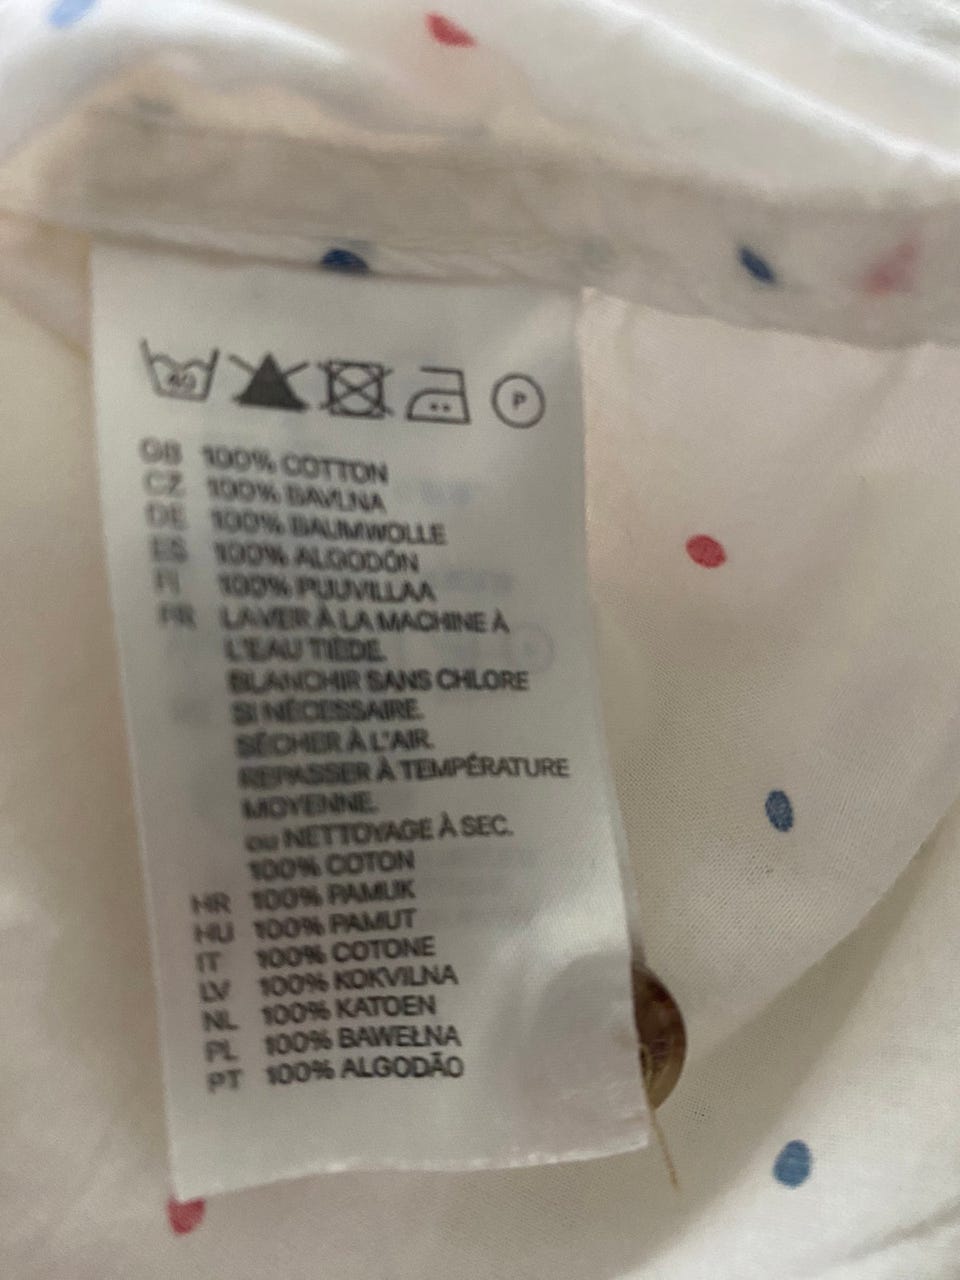 40
P
GB 100% COTTON
CZ 100% BAVLNA
DE 100% BAUMWOLLE
ES 100% ALGODÓN
FI 100% PUUVILLAA
FR LAVER À LA MACHINE À
L'EAU TIÈDE.
BLANCHIR SANS CHLORE
SI NÉCESSAIRE.
SÉCHER À L'AIR.
REPASSER À TEMPÉRATURE
MOYENNE.
ou NETTOYAGE À SEC.
100% COTON
HR 100% PAMUK
HU 100% PAMUT
IT 100% COTONE
LV 100% KOKVILNA
NL 100% KATOEN
PL 100% BAWEŁNA
PT 100% ALGODÃO